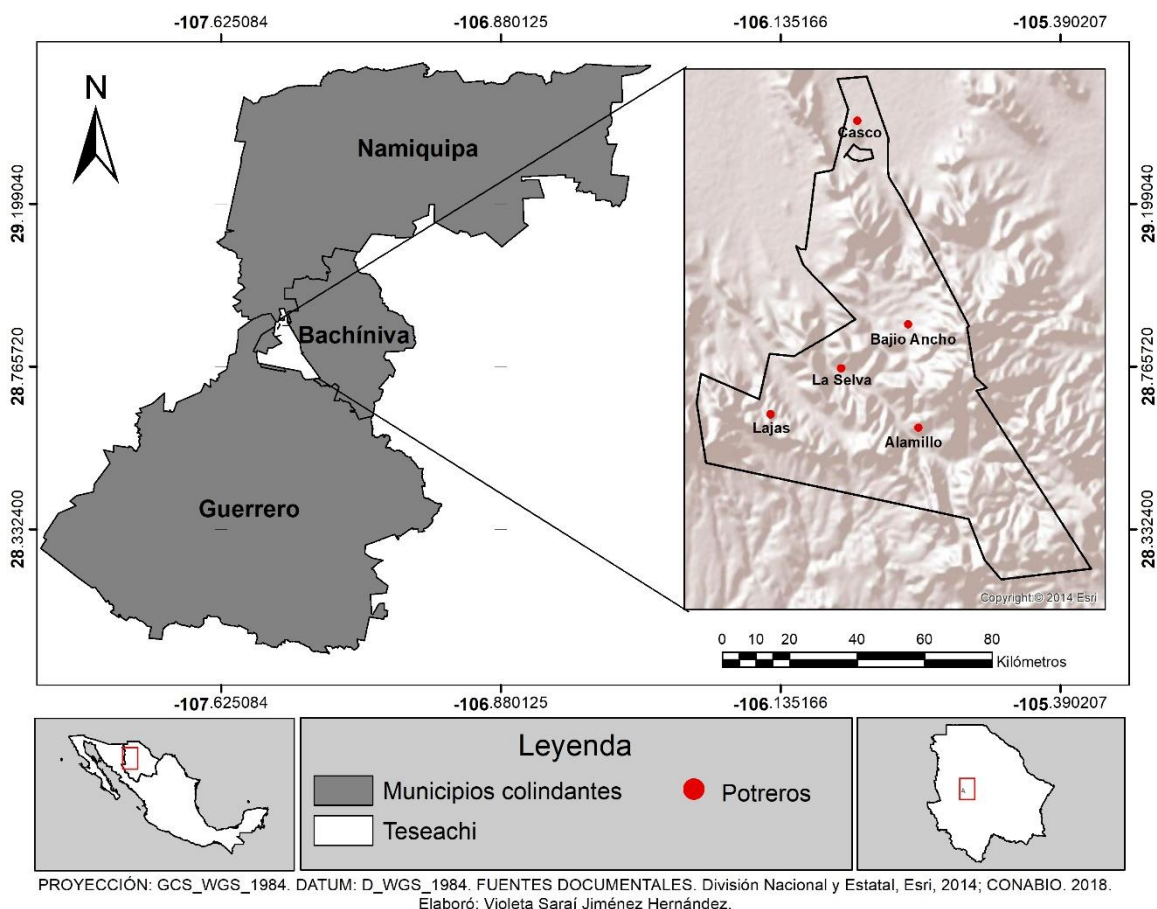 -107.625084 -106.880125 -106.135166 -105.390207
N
Namiquipa
Casco
29.199040 29.199040
Bachíniva
Bajio Ancho
28.765720 28.765720
La Selva
Lajas
Alamillo
Guerrero
28.332400 28.332400
Copyright:© 2014 Esri
0 10 20 40 60 80
Kilómetros
-107.625084 -106.880125 -106.135166 -105.390207
Leyenda
Municipios colindantes Potreros
Teseachi
PROYECCIÓN: GCS_WGS_1984. DATUM: D_WGS_1984. FUENTES DOCUMENTALES. División Nacional y Estatal, Esri, 2014; CONABIO. 2018.
Elaboró: Violeta Saraí Jiménez Hernández.